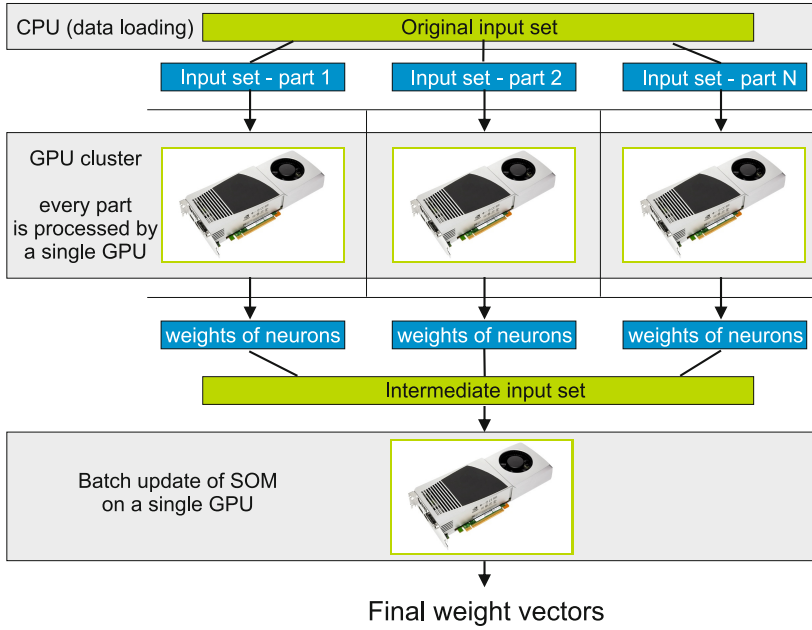 CPU (data loading)
Original input set
Input set - part 1
Input set - part 2
Input set - part N
GPU cluster
every part
is processed by
a single GPU
weights of neurons
weights of neurons
weights of neurons
Intermediate input set
Batch update of SOM
on a single GPU
Final weight vectors